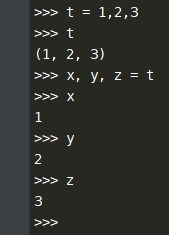 >>> t = 1,2,3
>>> t
(1, 2, 3)
>>> x, y, z = t
>>> x
1
>>> y
2
>>> z
3
>>>